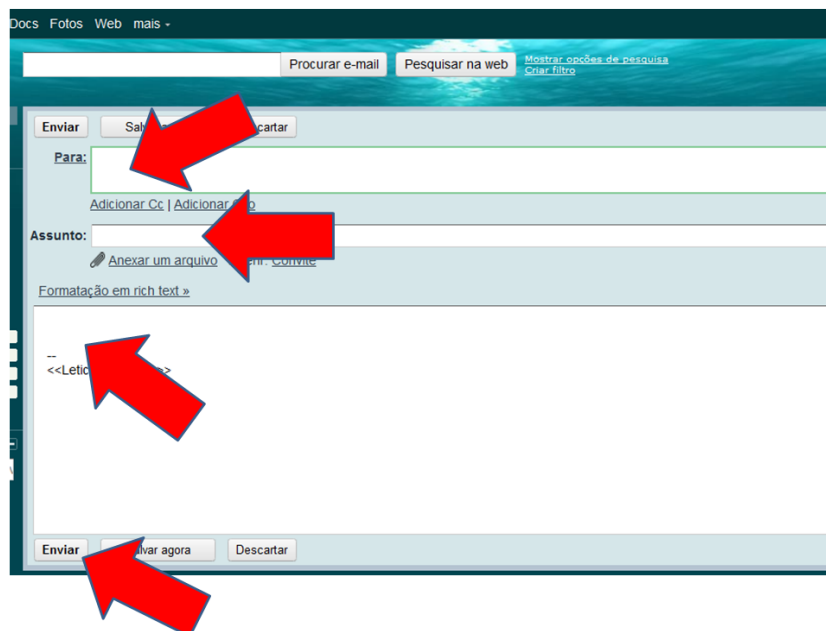 Docs Fotos Web mais
Procurar e-mail Pesquisar na web Mostrar opções de pesquisa
Criar filtro
Enviar
Para:
Adicionar Cc | Adicionar
Assunto:
Anexar um arquivo Convite
Formatação em rich text »
--
Enviar agora Descartar